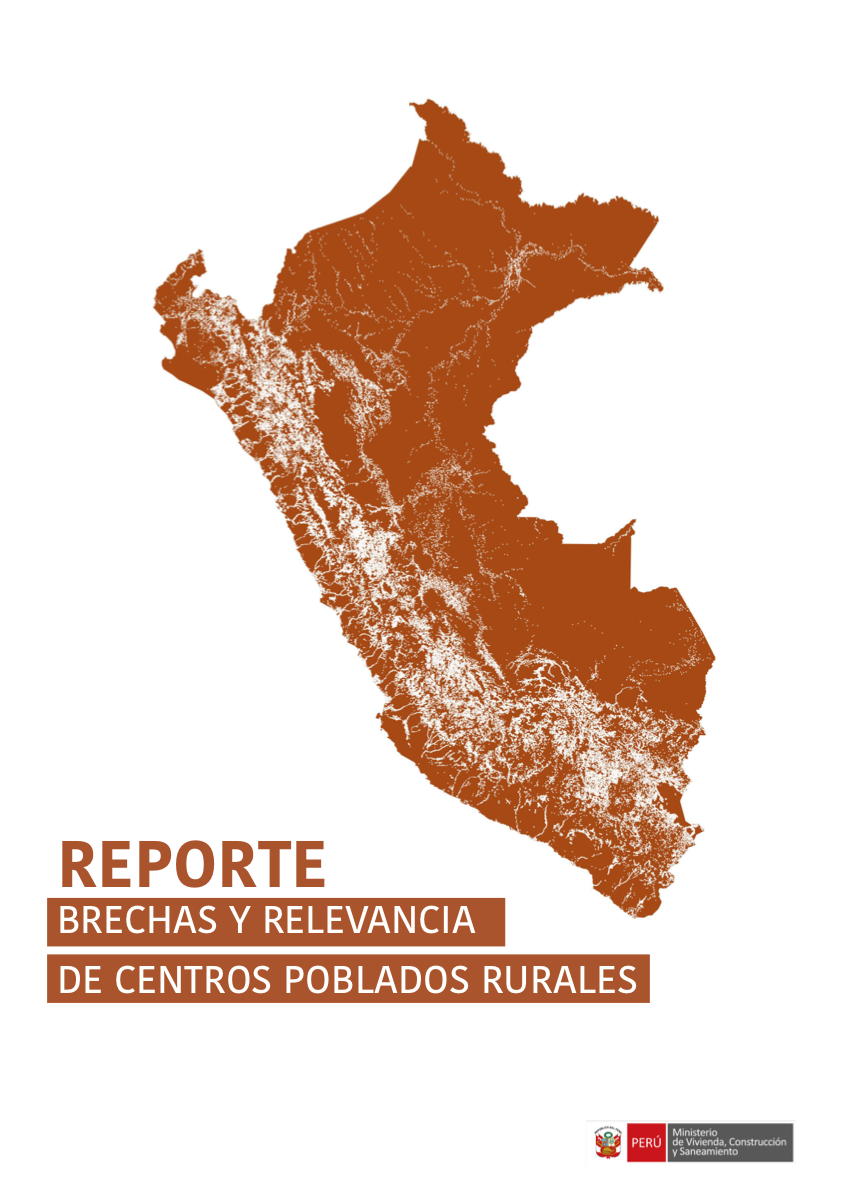 REPORTE
BRECHAS Y RELEVANCIA
DE CENTROS POBLADOS RURALES
PERÚ
Ministerio
de Vivienda, Construcción
y Saneamiento